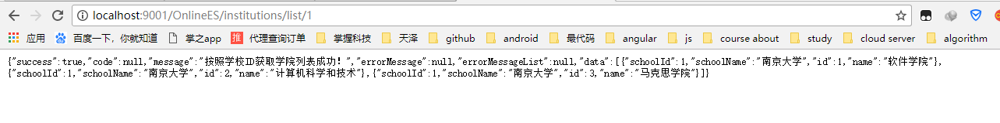 localhost:9001/OnlineES/institutions/list/1
应用 百度一下，你就知道 掌之app 推 代理查询订单 掌握科技 天泽 github android 最代码 angular js course about study cloud server algorithm
{"success":true,"code":null,"message":"按照学校ID获取学院列表成功！","errorMessage":null,"errorMessageList":null,"data":[{"schoolId":1,"schoolName":"南京大学","id":1,"name":"软件学院"},
{"schoolId":1,"schoolName":"南京大学","id":2,"name":"计算机科学和技术"},{"schoolId":1,"schoolName":"南京大学","id":3,"name":"马克思学院"}]}